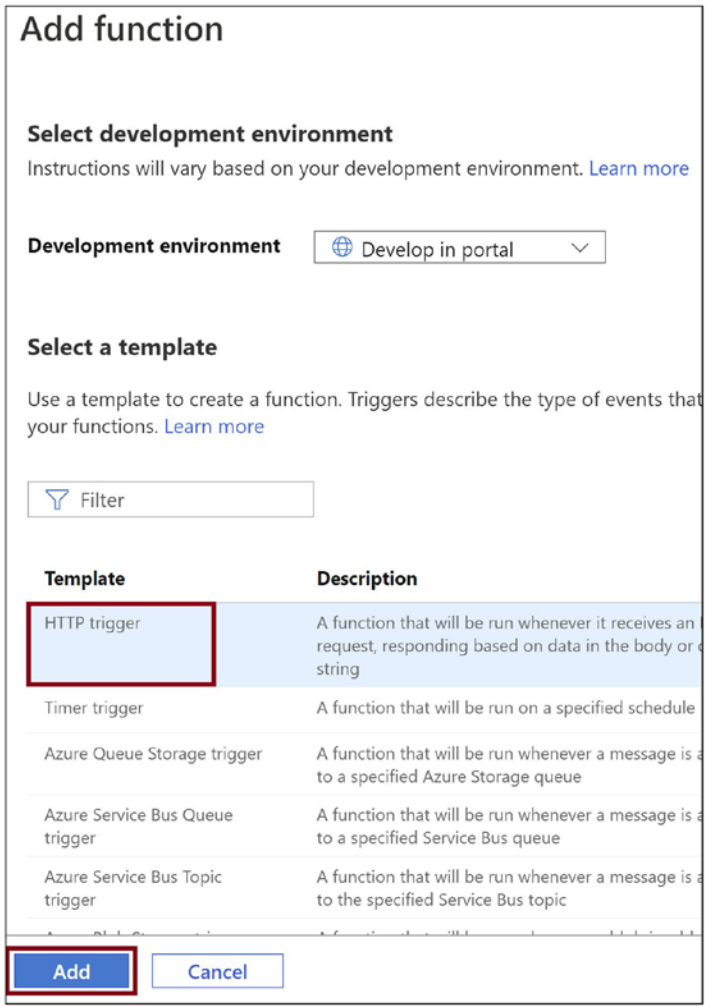 Add function
Select development environment
Instructions will vary based on your development environment. Learn more
Development environment
Develop in portal
Select a template
Use a template to create a function. Triggers describe the type of events that
your functions. Learn more
Filter
Template Description
HTTP trigger A function that will be run whenever it receives an
request, responding based on data in the body or
string
Timer trigger A function that will be run on a specified schedule
Azure Queue Storage trigger A function that will be run whenever a message is a
to a specified Azure Storage queue
Azure Service Bus Queue A function that will be run whenever a message is a
trigger to a specified Service Bus queue
Azure Service Bus Topic A function that will be run whenever a message is a
trigger to the specified Service Bus topic
Add Cancel